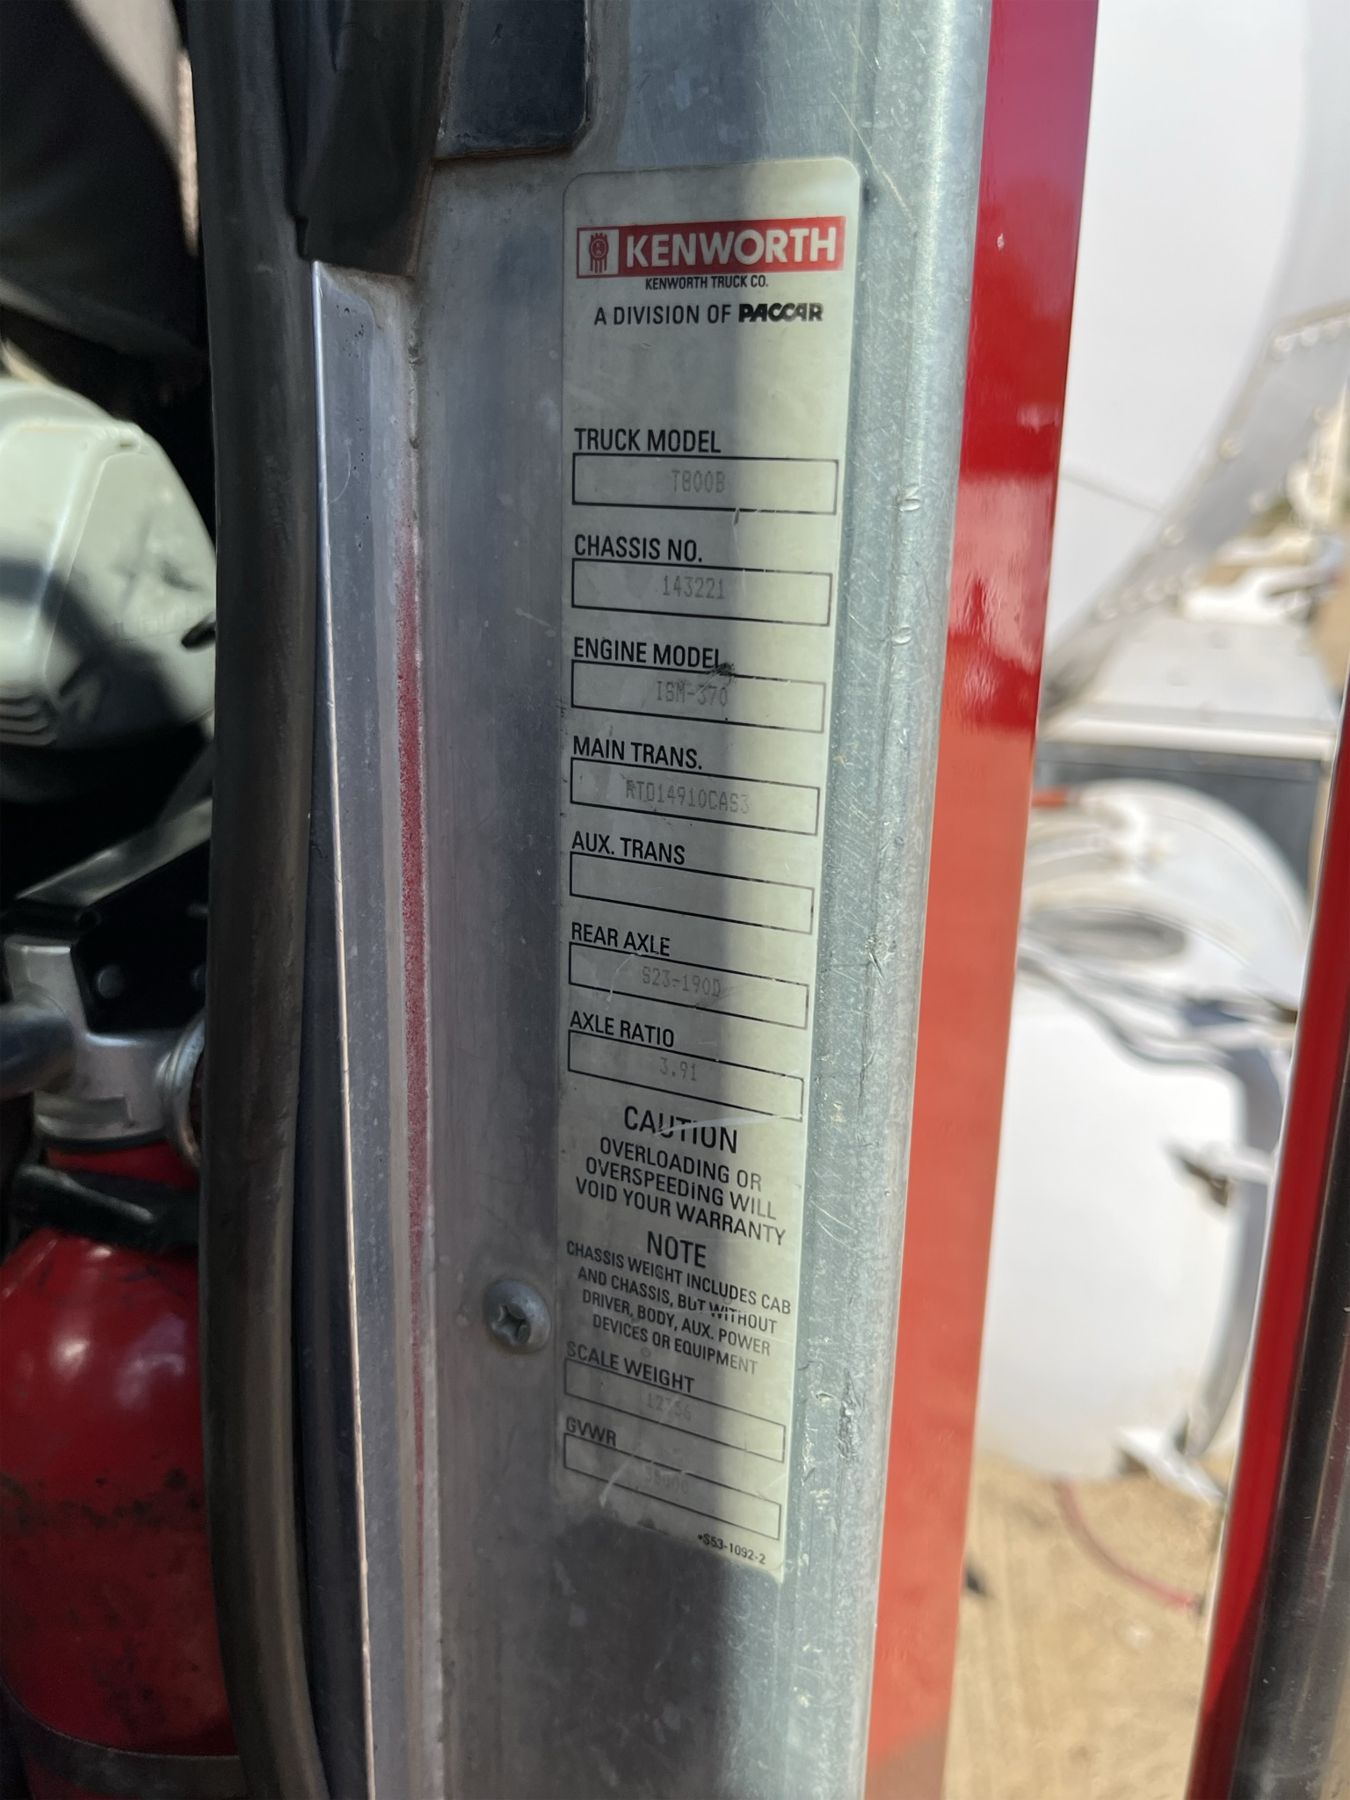 KENWORTH
KENWORTH TRUCK CO.
A DIVISION OF PACCAR
TRUCK MODEL
T800B
CHASSIS NO.
143221
ENGINE MODEL
ISM-370
MAIN TRANS.
RTO14910CAS3
AUX. TRANS
REAR AXLE
S23-190D
AXLE RATIO
3.91
CAUTION
OVERLOADING OR
OVERSPEEDING WILL
VOID YOUR WARRANTY
NOTE
CHASSIS WEIGHT INCLUDES CAB
AND CHASSIS, BUT WITHOUT
DRIVER, BODY, AUX. POWER
DEVICES OR EQUIPMENT
SCALE WEIGHT
GVWR
•S53-1092-2